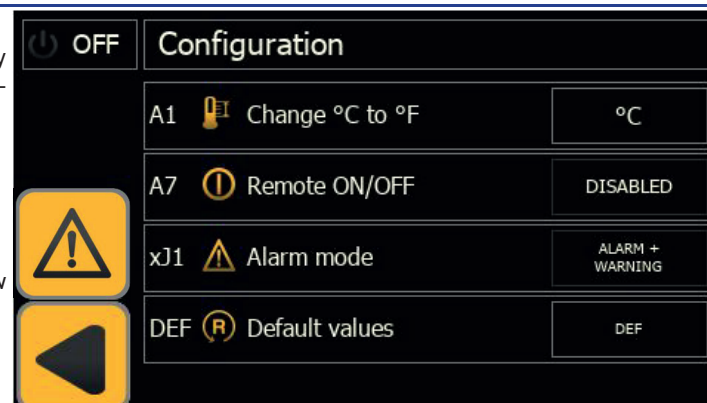 OFF
Configuration
A1 Change °C to °F
°C
A7 Remote ON/OFF
DISABLED
xJ1 Alarm mode
ALARM +
WARNING
DEF R Default values
DEF